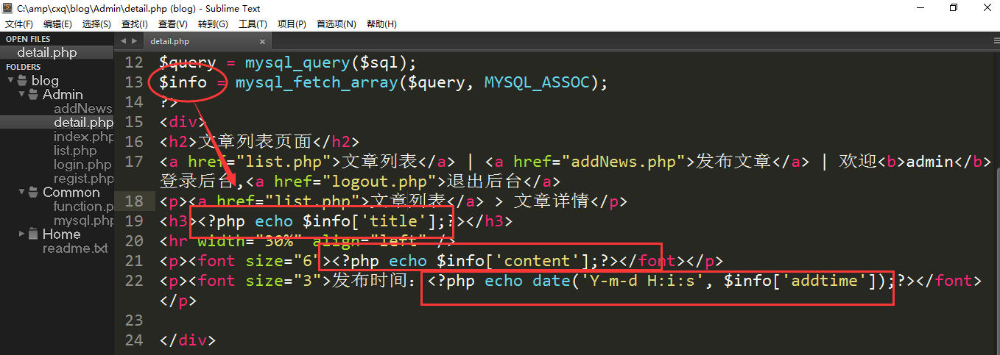 C:\amp\cxq\blog\Admin\detail.php (blog) - Sublime Text
文件(F) 编辑(E) 选择(S) 查找(I) 查看(V) 转到(G) 工具(T) 项目(P) 首选项(N) 帮助(H)
OPEN FILES
detail.php
FOLDERS
blog
Admin
addNews
detail.php
index.php
list.php
login.php
regist.php
Common
function.p
mysql.php
Home
readme.txt
detail.php ×
12 $query = mysql_query($sql);
13 $info = mysql_fetch_array($query, MYSQL_ASSOC);
14 ?>
15 <div>
16 <h2>文章列表页面</h2>
17 <a href="list.php">文章列表</a> | <a href="addNews.php">发布文章</a> | 欢迎<b>admin</b>
登录后台,<a href="logout.php">退出后台</a>
18 <p><a href="list.php">文章列表</a> > 文章详情</p>
19 <h3><?php echo $info['title'];?></h3>
20 <hr width="30%" align="left" />
21 <p><font size="6"><?php echo $info['content'];?></font></p>
22 <p><font size="3">发布时间：<?php echo date('Y-m-d H:i:s', $info['addtime']);?></font>
</p>
23
24 </div>